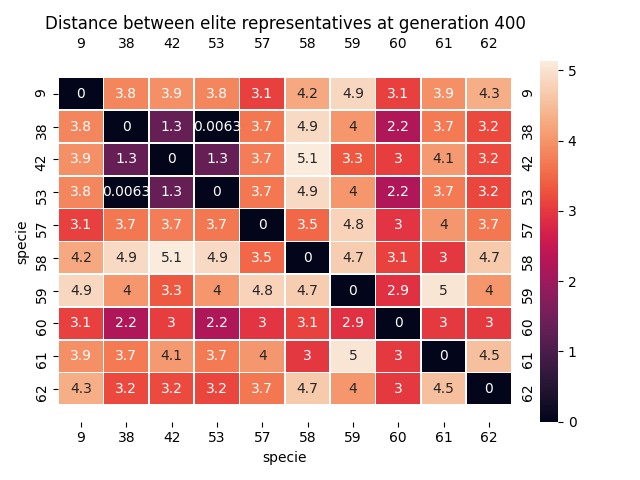 Distance between elite representatives at generation 400
9 38 42 53 57 58 59 60 61 62
9 0 3.8 3.9 3.8 3.1 4.2 4.9 3.1 3.9 4.3 9
38 3.8 0 1.3 0.0063 3.7 4.9 4 2.2 3.7 3.2 38
42 3.9 1.3 0 1.3 3.7 5.1 3.3 3 4.1 3.2 42
53 3.8 0.0063 1.3 0 3.7 4.9 4 2.2 3.7 3.2 53
57 3.1 3.7 3.7 3.7 0 3.5 4.8 3 4 3.7 57
58 4.2 4.9 5.1 4.9 3.5 0 4.7 3.1 3 4.7 58
59 4.9 4 3.3 4 4.8 4.7 0 2.9 5 4 59
60 3.1 2.2 3 2.2 3 3.1 2.9 0 3 3 60
61 3.9 3.7 4.1 3.7 4 3 5 3 0 4.5 61
62 4.3 3.2 3.2 3.2 3.7 4.7 4 3 4.5 0 62
9 38 42 53 57 58 59 60 61 62
specie
specie
5
4
3
2
1
0